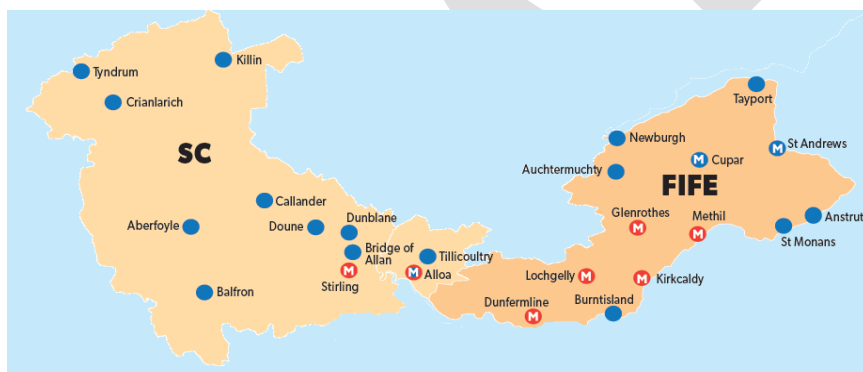 Killin
Tyndrum
Crianlarich
SC
Callander
Aberfoyle
Doune
Dunblane
Bridge of
Allan
Tillicoultry
M Alloa
M
Stirling
Balfron
Tayport
Newburgh
M St Andrews
M Cupar
Auchtermuchty
FIFE
Glenrothes
M
Methil
M
Anstrut
St Monans
Lochgelly M
M Kirkcaldy
Dunfermline
M
Burntisland